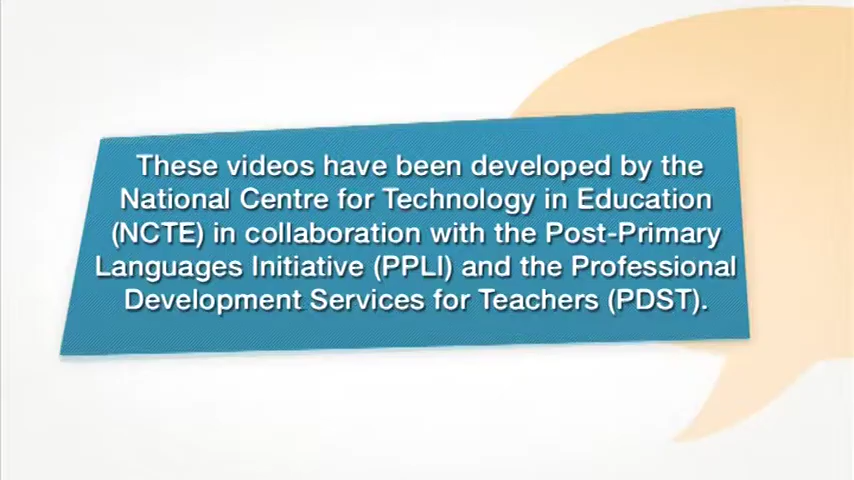 These videos have been developed by the
National Centre for Technology in Education
(NCTE) in collaboration with the Post-Primary
Languages Initiative (PPLI) and the Professional
Development Services for Teachers (PDST).